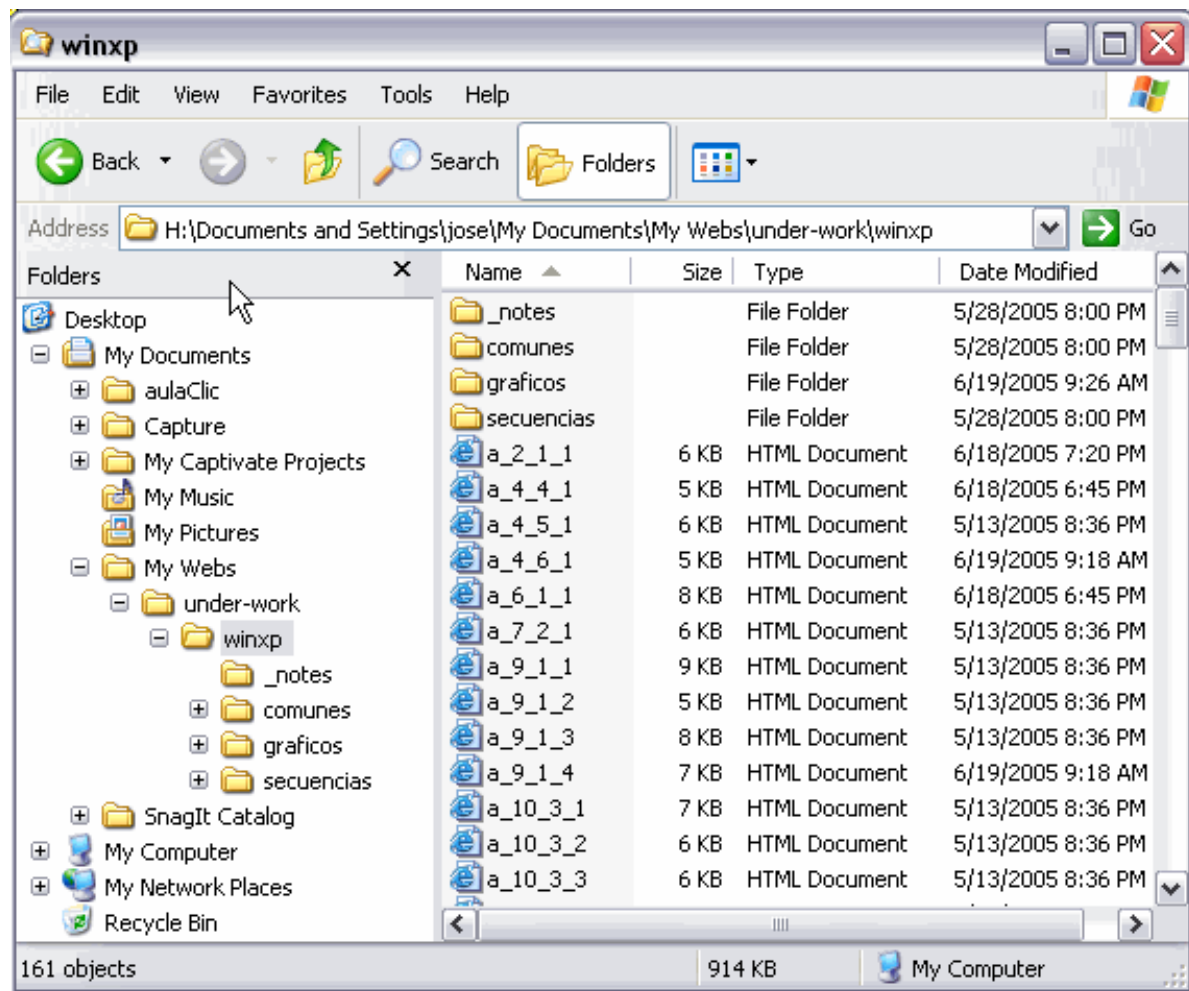 winxp
File Edit View Favorites Tools Help
Back Search Folders
Address H:\Documents and Settings\jose\My Documents\My Webs\under-work\winxp Go
Folders
Desktop
My Documents
aulaClic
Capture
My Captivate Projects
My Music
My Pictures
My Webs
under-work
winxp
_notes
comunes
graficos
secuencias
SnagIt Catalog
My Computer
My Network Places
Recycle Bin
Name Size Type Date Modified
_notes File Folder 5/28/2005 8:00 PM
comunes File Folder 5/28/2005 8:00 PM
graficos File Folder 6/19/2005 9:26 AM
secuencias File Folder 5/28/2005 8:00 PM
a_2_1_1 6 KB HTML Document 6/18/2005 7:20 PM
a_4_4_1 5 KB HTML Document 6/18/2005 6:45 PM
a_4_5_1 6 KB HTML Document 5/13/2005 8:36 PM
a_4_6_1 5 KB HTML Document 6/19/2005 9:18 AM
a_6_1_1 8 KB HTML Document 6/18/2005 6:45 PM
a_7_2_1 6 KB HTML Document 5/13/2005 8:36 PM
a_9_1_1 9 KB HTML Document 5/13/2005 8:36 PM
a_9_1_2 5 KB HTML Document 5/13/2005 8:36 PM
a_9_1_3 8 KB HTML Document 5/13/2005 8:36 PM
a_9_1_4 7 KB HTML Document 6/19/2005 9:18 AM
a_10_3_1 7 KB HTML Document 5/13/2005 8:36 PM
a_10_3_2 6 KB HTML Document 5/13/2005 8:36 PM
a_10_3_3 6 KB HTML Document 5/13/2005 8:36 PM
161 objects 914 KB My Computer